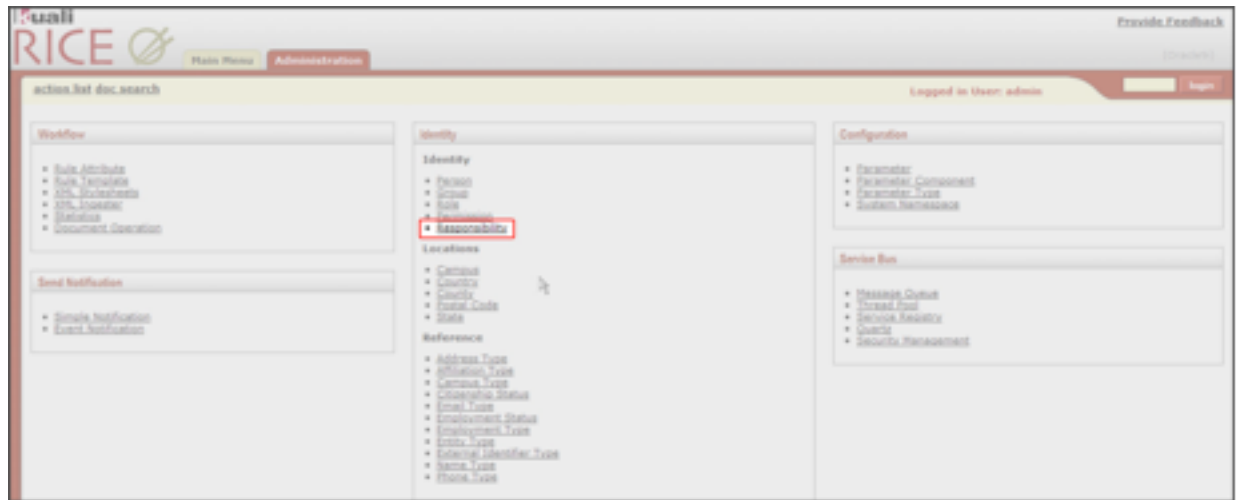 Kuali
RICE
Provide Feedback
Main Menu
Administration
action list doc search
Logged in User: admin
login
Workflow
Rule Attribute
Rule Template
XML Stylesheets
XML Ingester
Statistics
Document Operation
Send Notification
Simple Notification
Event Notification
Identity
Identity
Person
Group
Role
Permission
Responsibility
Locations
Campus
Country
County
Postal Code
State
Reference
Address Type
Affiliation Type
Campus Type
Citizenship Status
Email Type
Employment Status
Employment Type
Entity Type
External Identifier Type
Name Type
Phone Type
Configuration
Parameter
Parameter Component
Parameter Type
System Namespace
Service Bus
Message Queue
Thread Pool
Service Registry
Quartz
Security Management